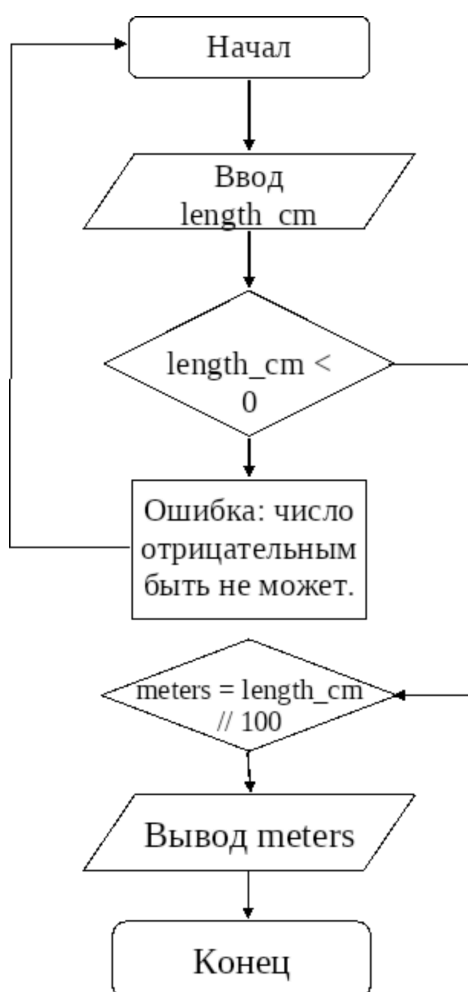 Начал
Ввод
length_cm
length_cm <
0
Ошибка: число
отрицательным
быть не может.
meters = length_cm
// 100
Вывод meters
Конец